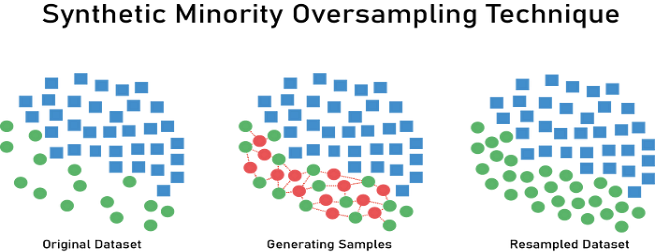 Synthetic Minority Oversampling Technique
Original Dataset
Generating Samples
Resampled Dataset